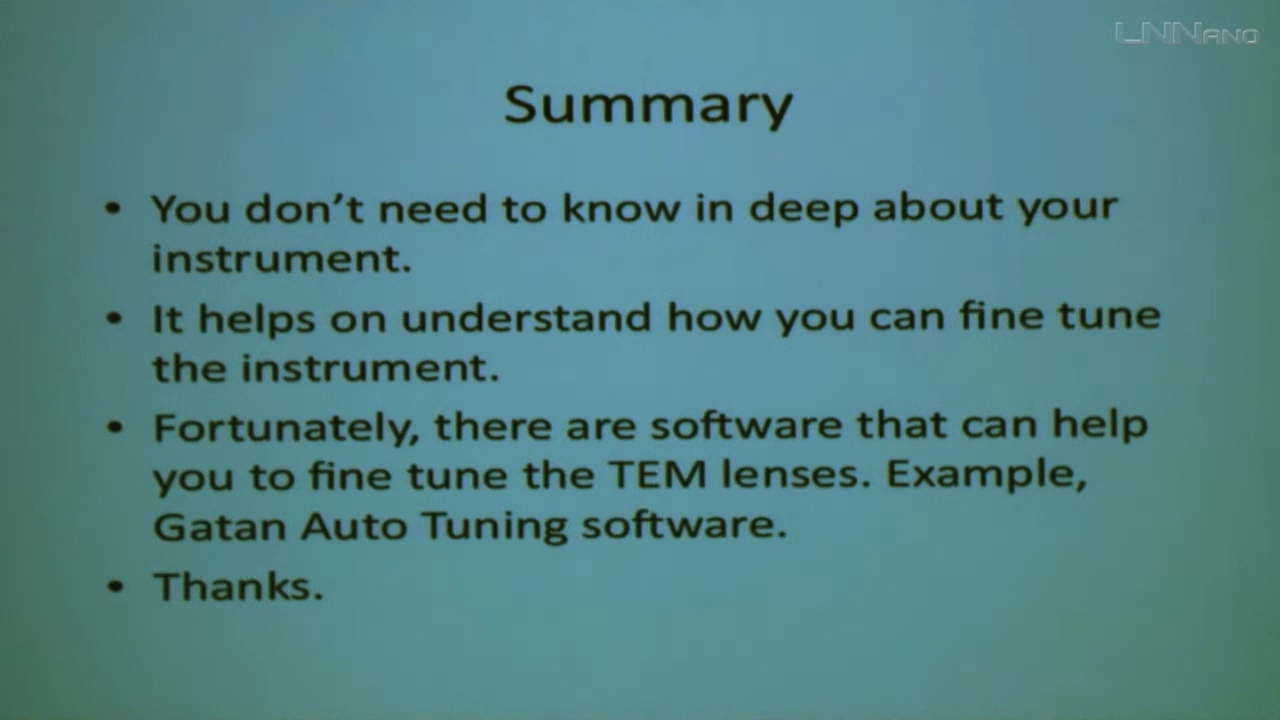 LNNano
Summary
• You don't need to know in deep about your
instrument.
• It helps on understand how you can fine tune
the instrument.
• Fortunately, there are software that can help
you to fine tune the TEM lenses. Example,
Gatan Auto Tuning software.
• Thanks.